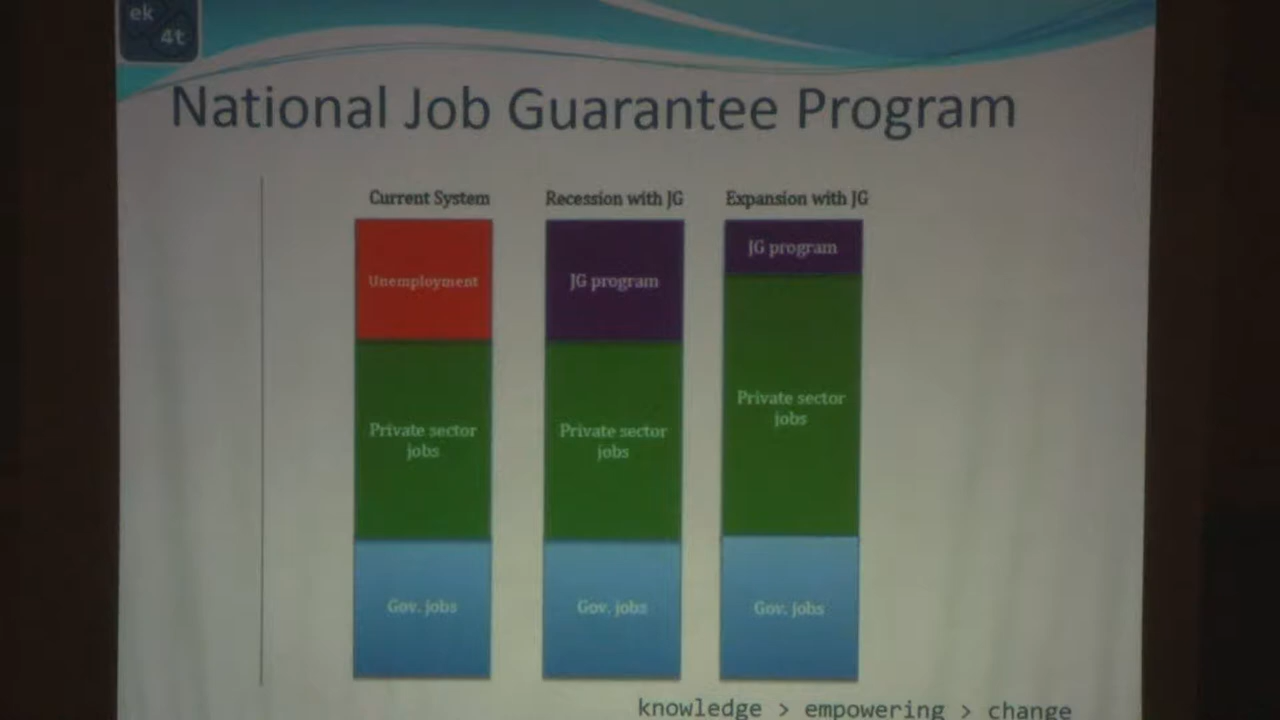 ek
4t
National Job Guarantee Program
Current System
Recession with JG
Expansion with JG
Unemployment
JG program
JG program
Private sector
jobs
Private sector
jobs
Private sector
jobs
Gov. jobs
Gov. jobs
Gov. jobs
knowledge > empowering > change